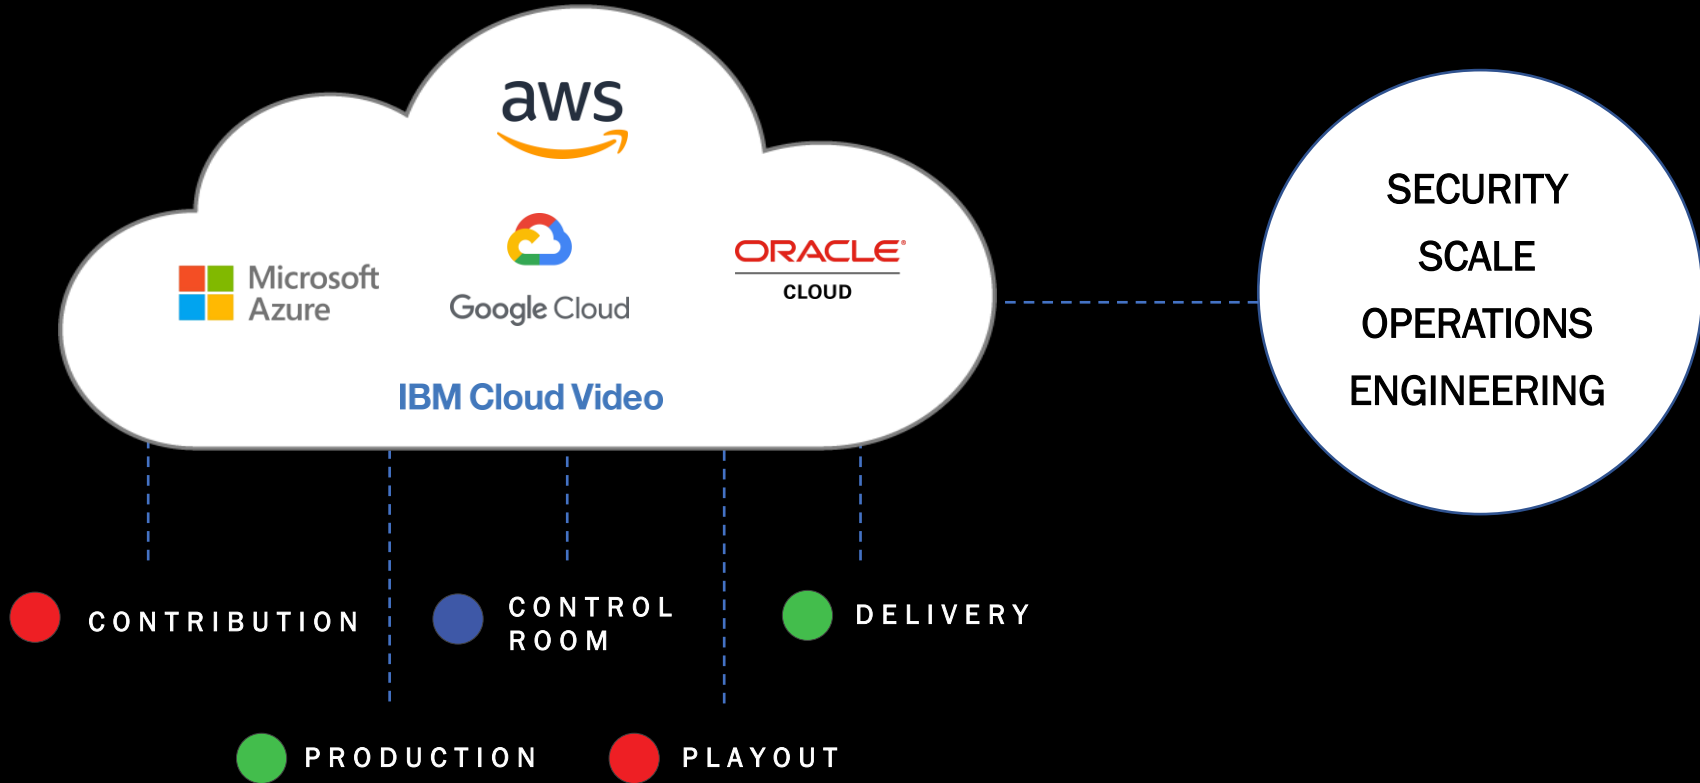 aws
Microsoft
Azure
Google Cloud
ORACLE®
CLOUD
IBM Cloud Video
SECURITY
SCALE
OPERATIONS
ENGINEERING
CONTRIBUTION
CONTROL
ROOM
DELIVERY
PRODUCTION
PLAYOUT